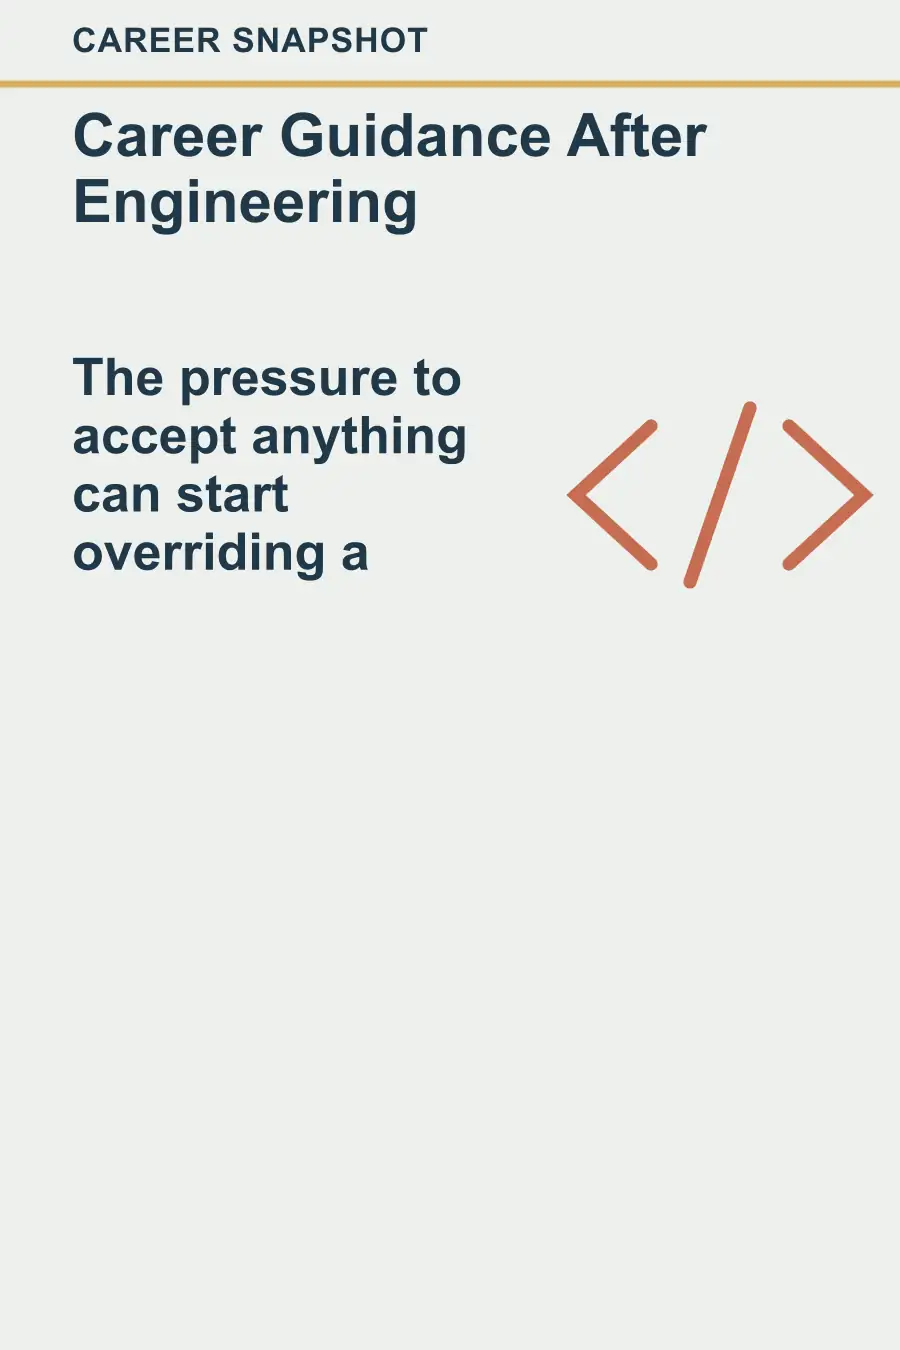 CAREER SNAPSHOT
Career Guidance After
Engineering
The pressure to
accept anything
can start
overriding a